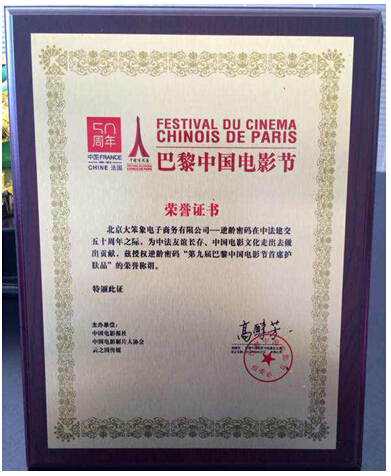 50
周年
中国 FRANCE
CHINE 法国
FESTIVAL DU CINEMA
CHINOIS DE PARIS
巴黎中国电影节
荣誉证书
北京大笨象电子商务有限公司—逆龄密码在中法建交
五十周年之际，为中法友谊长存、中国电影文化走出去做
出贡献。兹授权逆龄密码“第九届巴黎中国电影节首席护
肤品”的荣誉称谓。
特颁此证
主办单位：
中国电影报社
中国电影制片人协会
云之国传媒